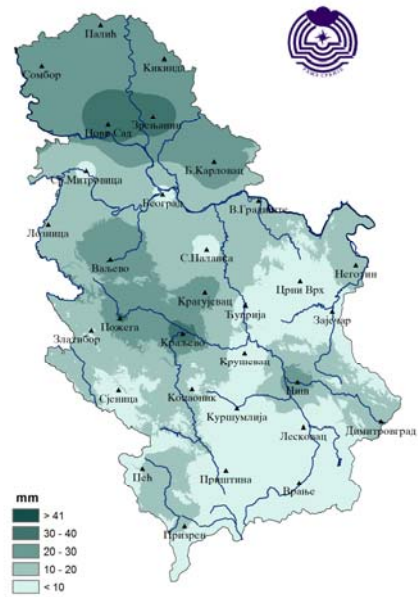 Палић
Кикинда
Сомбор
Зрењанин
Нови Сад
Б.Карловац
Ср.Митровица
Београд
В.Градиште
Лозница
С.Паланка
Ваљево
Неготин
Црни Врх
Крагујевац
Ћуприја
Зајечар
Пожега
Златибор
Краљево
Крушевац
Ниш
Сјеница
Копаоник
Куршумлија
Димитровград
Лесковац
Пећ
Приштина
Врање
Призрен
mm
> 41
30 - 40
20 - 30
10 - 20
< 10